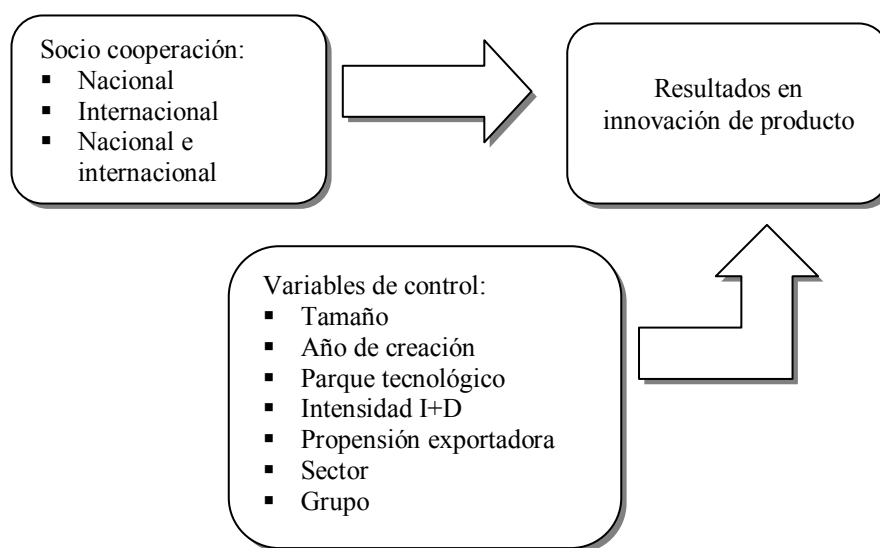 Socio cooperación:
▪ Nacional
▪ Internacional
▪ Nacional e
internacional
Resultados en
innovación de producto
Variables de control:
▪ Tamaño
▪ Año de creación
▪ Parque tecnológico
▪ Intensidad I+D
▪ Propensión exportadora
▪ Sector
▪ Grupo